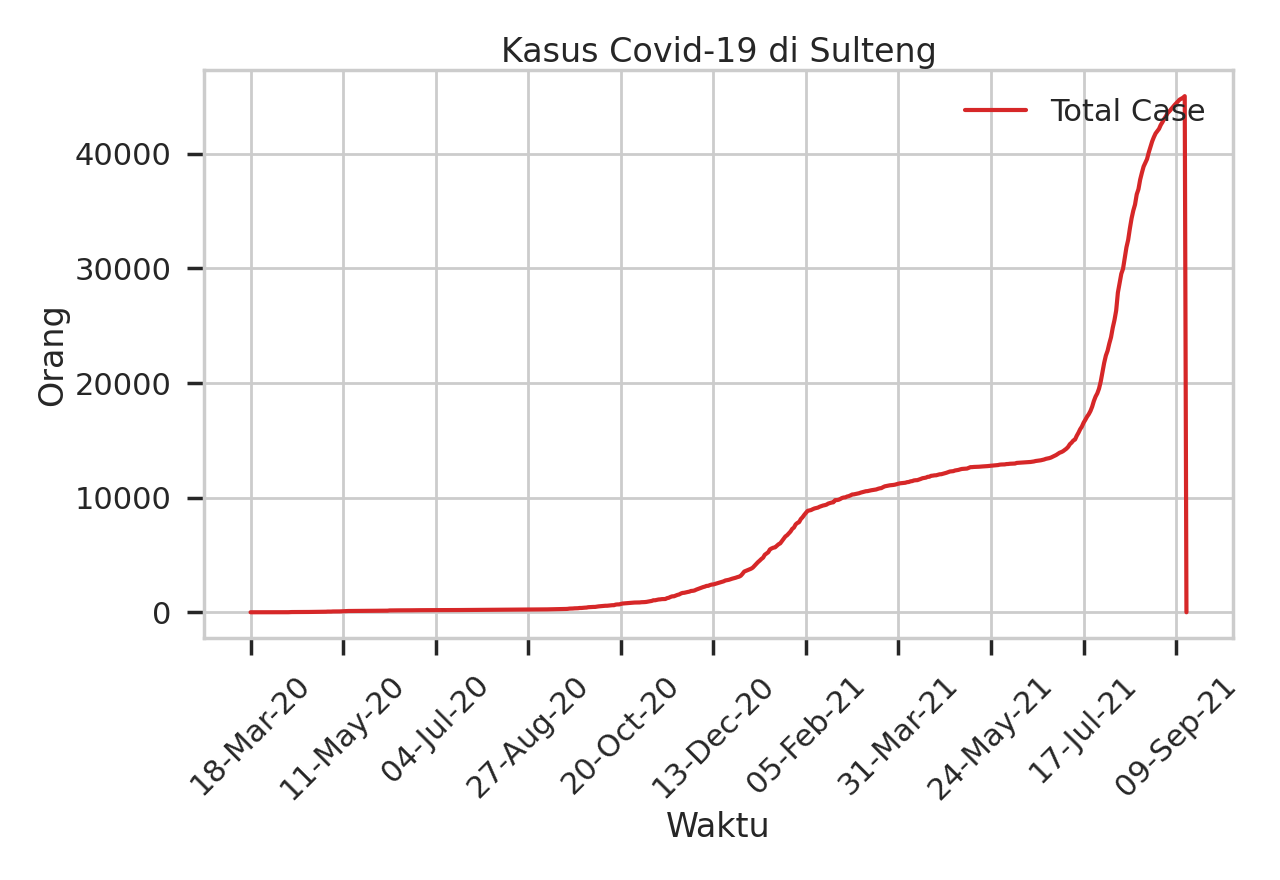 Kasus Covid-19 di Sulteng
Total Case
Orang
40000
30000
20000
10000
0
18-Mar-20
11-May-20
04-Jul-20
27-Aug-20
20-Oct-20
13-Dec-20
05-Feb-21
31-Mar-21
24-May-21
17-Jul-21
09-Sep-21
Waktu